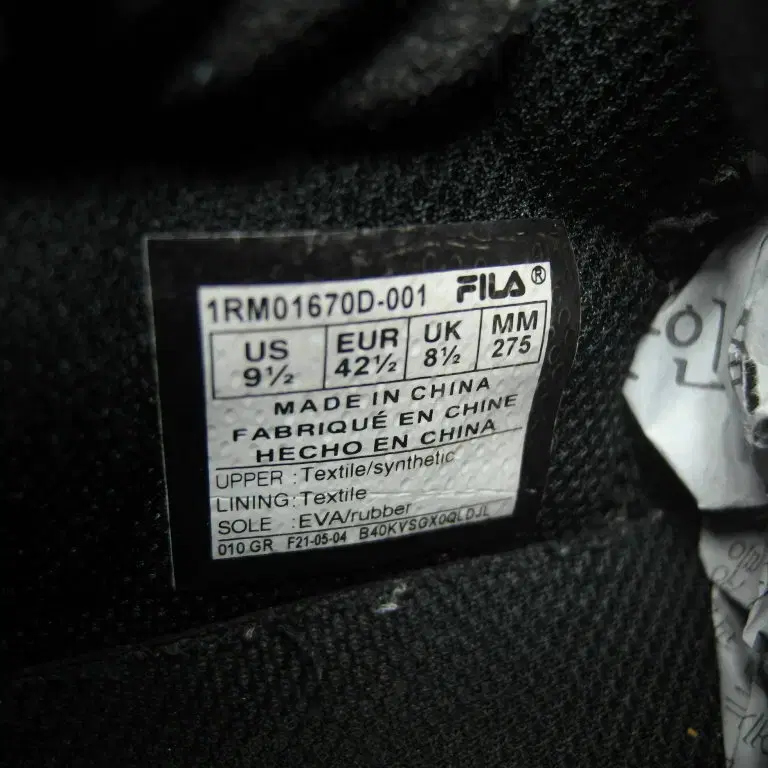 1RM01670D-001 FILA®
US EUR UK MM
9½ 42½ 8½ 275
MADE IN CHINA
FABRIQUÉ EN CHINE
HECHO EN CHINA
UPPER : Textile/synthetic
LINING: Textile
SOLE : EVA/rubber
010 GR F21-05-04 B40KVSGX0QLDJL